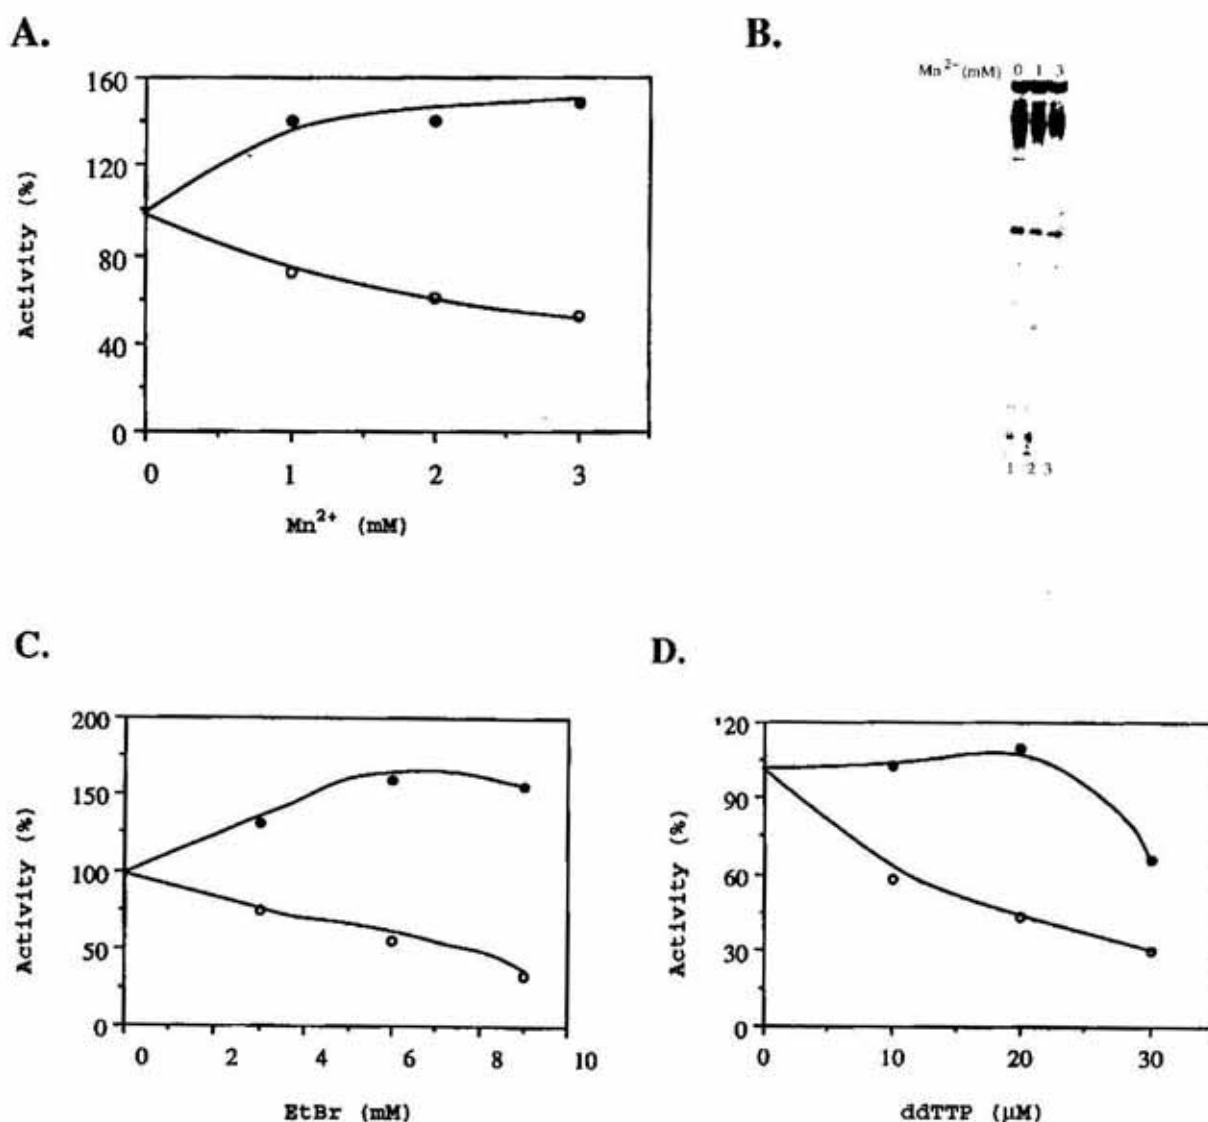 A.
160
120
80
40
0
Activity (%)
0 1 2 3
Mn²⁺ (mM)
B.
Mn²⁻ (mM) 0 1 3
1 2 3
C.
200
150
100
50
0
Activity (%)
0 2 4 6 8 10
EtBr (mM)
D.
'20
90
60
30
0
Activity (%)
0 10 20 30
ddTTP (μM)